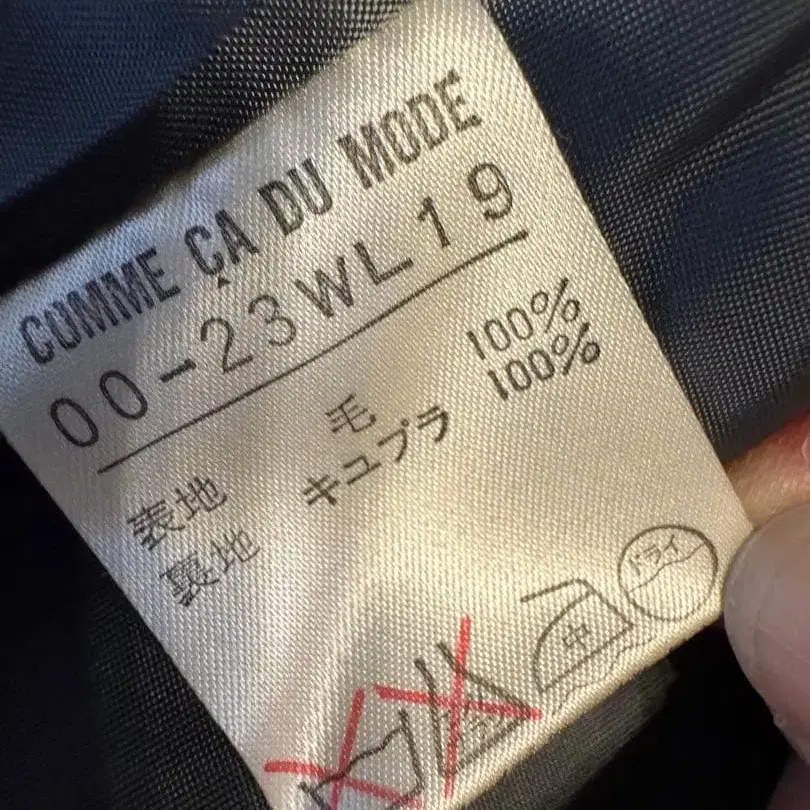 COMME ÇA DU MODE
00-23WL19
表地 毛 100%
裏地 キュプラ 100%
中
ドライ